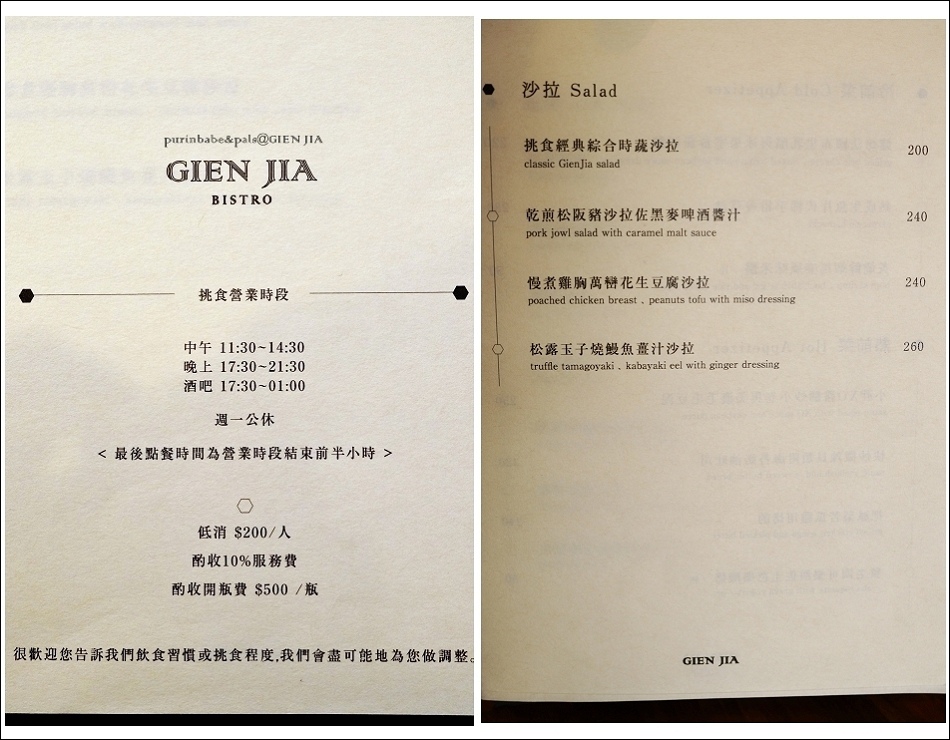 purinbabe&pals@GIEN JIA
GIEN JIA
BISTRO
挑食營業時段
中午 11:30~14:30
晚上 17:30~21:30
酒吧 17:30~01:00
週一公休
< 最後點餐時間為營業時段結束前半小時 >
低消 $200/人
酌收10%服務費
酌收開瓶費 $500 /瓶
很歡迎您告訴我們飲食習慣或挑食程度,我們會盡可能地為您做調整。
沙拉 Salad
挑食經典綜合時蔬沙拉 200
classic GienJia salad
乾煎松阪豬沙拉佐黑麥啤酒醬汁 240
pork jowl salad with caramel malt sauce
慢煮雞胸萬巒花生豆腐沙拉 240
poached chicken breast . peanuts tofu with miso dressing
松露玉子燒鰻魚薑汁沙拉 260
truffle tamagoyaki . kabayaki eel with ginger dressing
GIEN JIA